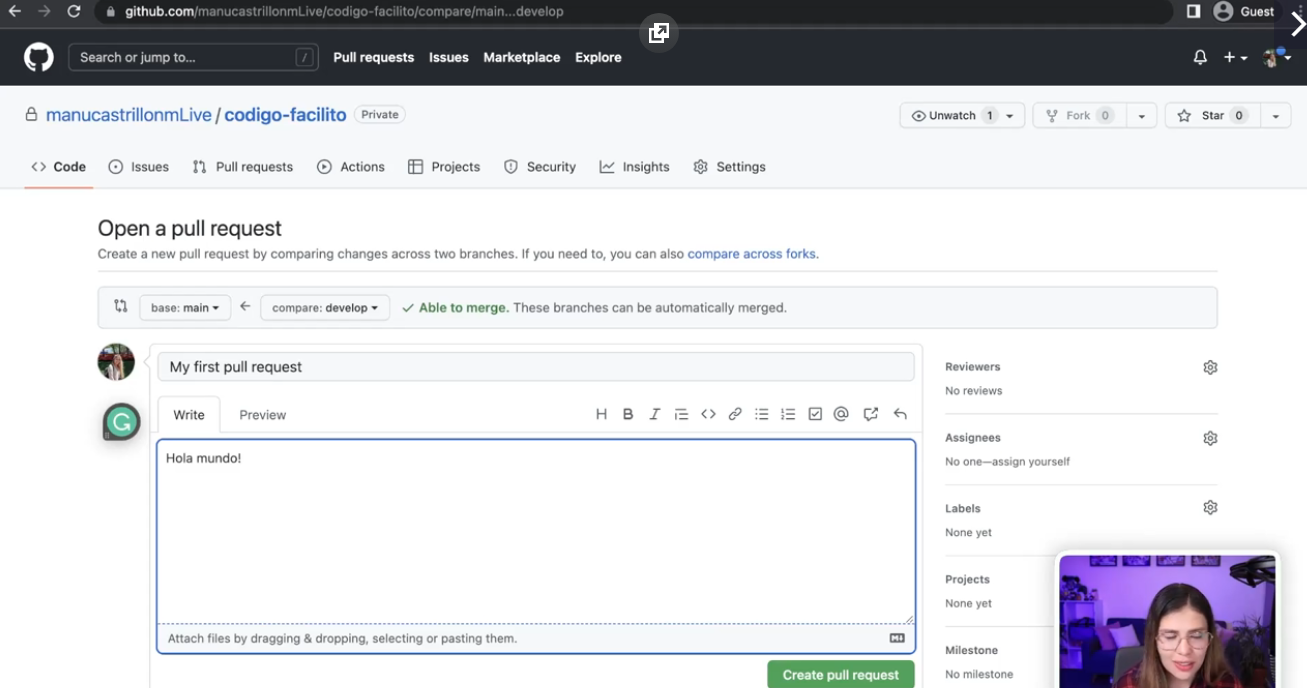 github.com/manucastrillonmLive/codigo-facilito/compare/main...develop
Guest
Search or jump to...
/
Pull requests
Issues
Marketplace
Explore
manucastrillonmLive / codigo-facilito
Private
Unwatch 1
Fork 0
Star 0
Code
Issues
Pull requests
Actions
Projects
Security
Insights
Settings
Open a pull request
Create a new pull request by comparing changes across two branches. If you need to, you can also compare across forks.
base: main
compare: develop
Able to merge. These branches can be automatically merged.
My first pull request
Write
Preview
Hola mundo!
Attach files by dragging & dropping, selecting or pasting them.
Create pull request
Reviewers
No reviews
Assignees
No one—assign yourself
Labels
None yet
Projects
None yet
Milestone
No milestone